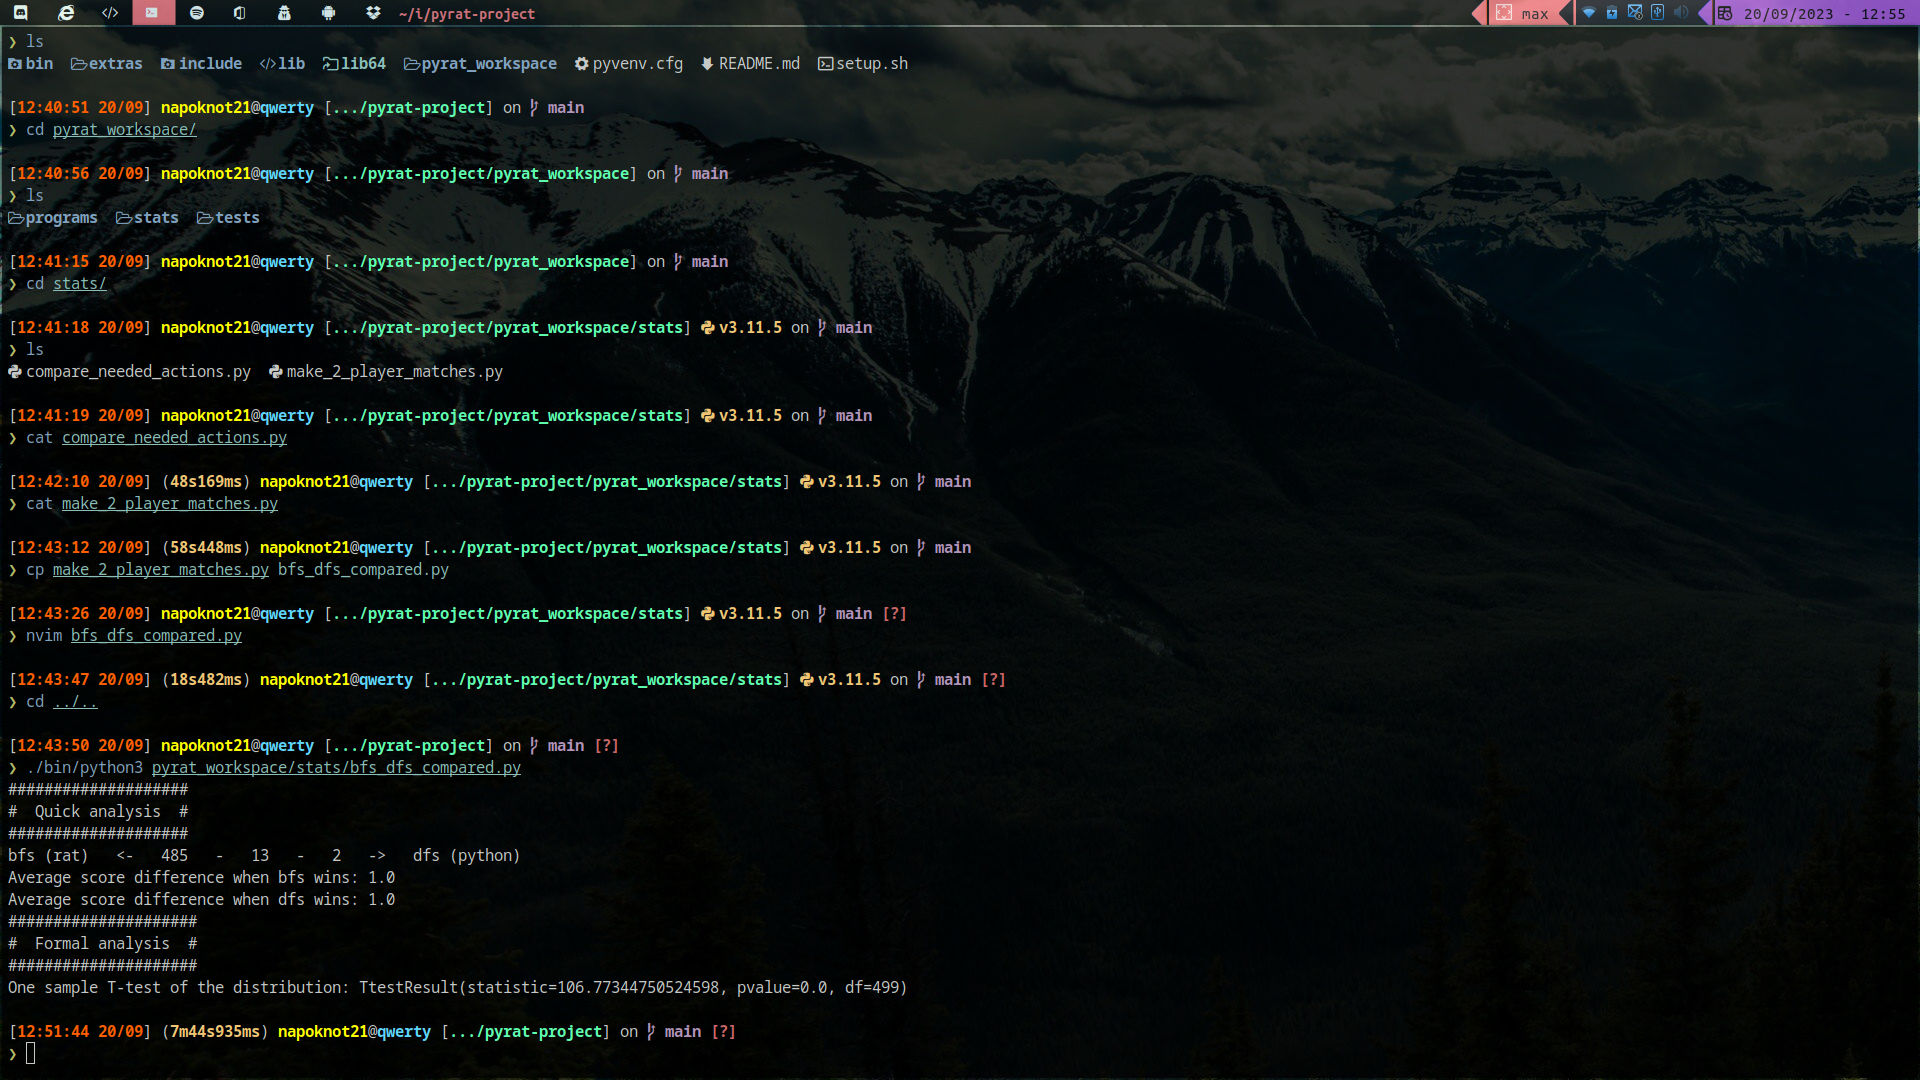 ~/i/pyrat-project
max
20/09/2023 - 12:55
❯ ls
bin extras include lib lib64 pyrat_workspace pyvenv.cfg README.md setup.sh
[12:40:51 20/09] napoknot21@qwerty [.../pyrat-project] on main
❯ cd pyrat_workspace/
[12:40:56 20/09] napoknot21@qwerty [.../pyrat-project/pyrat_workspace] on main
❯ ls
programs stats tests
[12:41:15 20/09] napoknot21@qwerty [.../pyrat-project/pyrat_workspace] on main
❯ cd stats/
[12:41:18 20/09] napoknot21@qwerty [.../pyrat-project/pyrat_workspace/stats] v3.11.5 on main
❯ ls
compare_needed_actions.py make_2_player_matches.py
[12:41:19 20/09] napoknot21@qwerty [.../pyrat-project/pyrat_workspace/stats] v3.11.5 on main
❯ cat compare_needed_actions.py
[12:42:10 20/09] (48s169ms) napoknot21@qwerty [.../pyrat-project/pyrat_workspace/stats] v3.11.5 on main
❯ cat make_2_player_matches.py
[12:43:12 20/09] (58s448ms) napoknot21@qwerty [.../pyrat-project/pyrat_workspace/stats] v3.11.5 on main
❯ cp make_2_player_matches.py bfs_dfs_compared.py
[12:43:26 20/09] napoknot21@qwerty [.../pyrat-project/pyrat_workspace/stats] v3.11.5 on main [?]
❯ nvim bfs_dfs_compared.py
[12:43:47 20/09] (18s482ms) napoknot21@qwerty [.../pyrat-project/pyrat_workspace/stats] v3.11.5 on main [?]
❯ cd ../..
[12:43:50 20/09] napoknot21@qwerty [.../pyrat-project] on main [?]
❯ ./bin/python3 pyrat_workspace/stats/bfs_dfs_compared.py
####################
#  Quick analysis  #
####################
bfs (rat)   <-   485   -   13   -   2   ->   dfs (python)
Average score difference when bfs wins: 1.0
Average score difference when dfs wins: 1.0
#####################
#  Formal analysis  #
#####################
One sample T-test of the distribution: TtestResult(statistic=106.77344750524598, pvalue=0.0, df=499)
[12:51:44 20/09] (7m44s935ms) napoknot21@qwerty [.../pyrat-project] on main [?]
❯